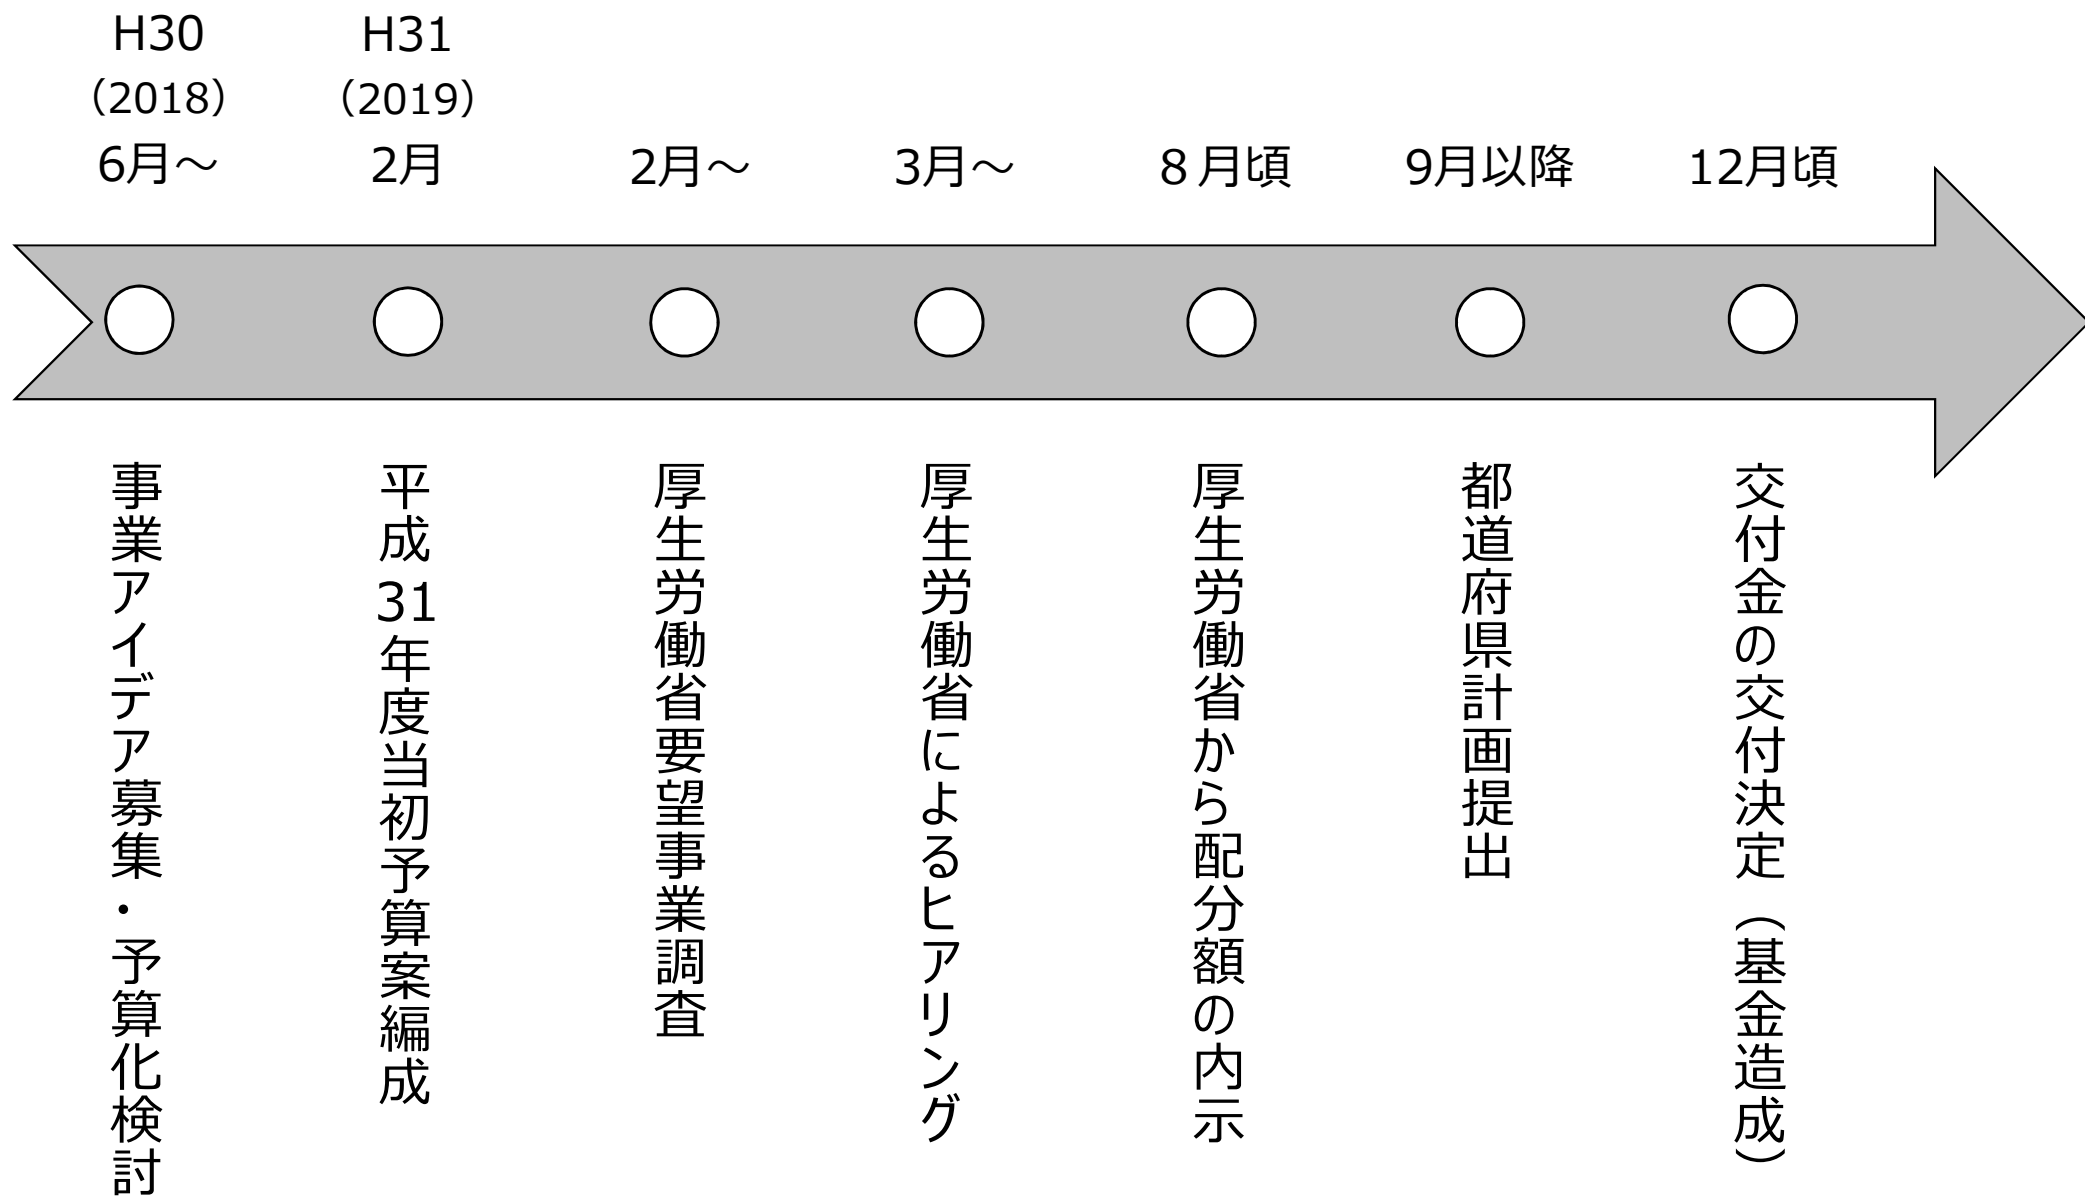 H30
（2018）
6月～
H31
（2019）
2月
2月～
3月～
８月頃
9月以降
12月頃
事業アイデア募集・予算化検討
平成31年度当初予算案編成
厚生労働省要望事業調査
厚生労働省によるヒアリング
厚生労働省から配分額の内示
都道府県計画提出
交付金の交付決定（基金造成）